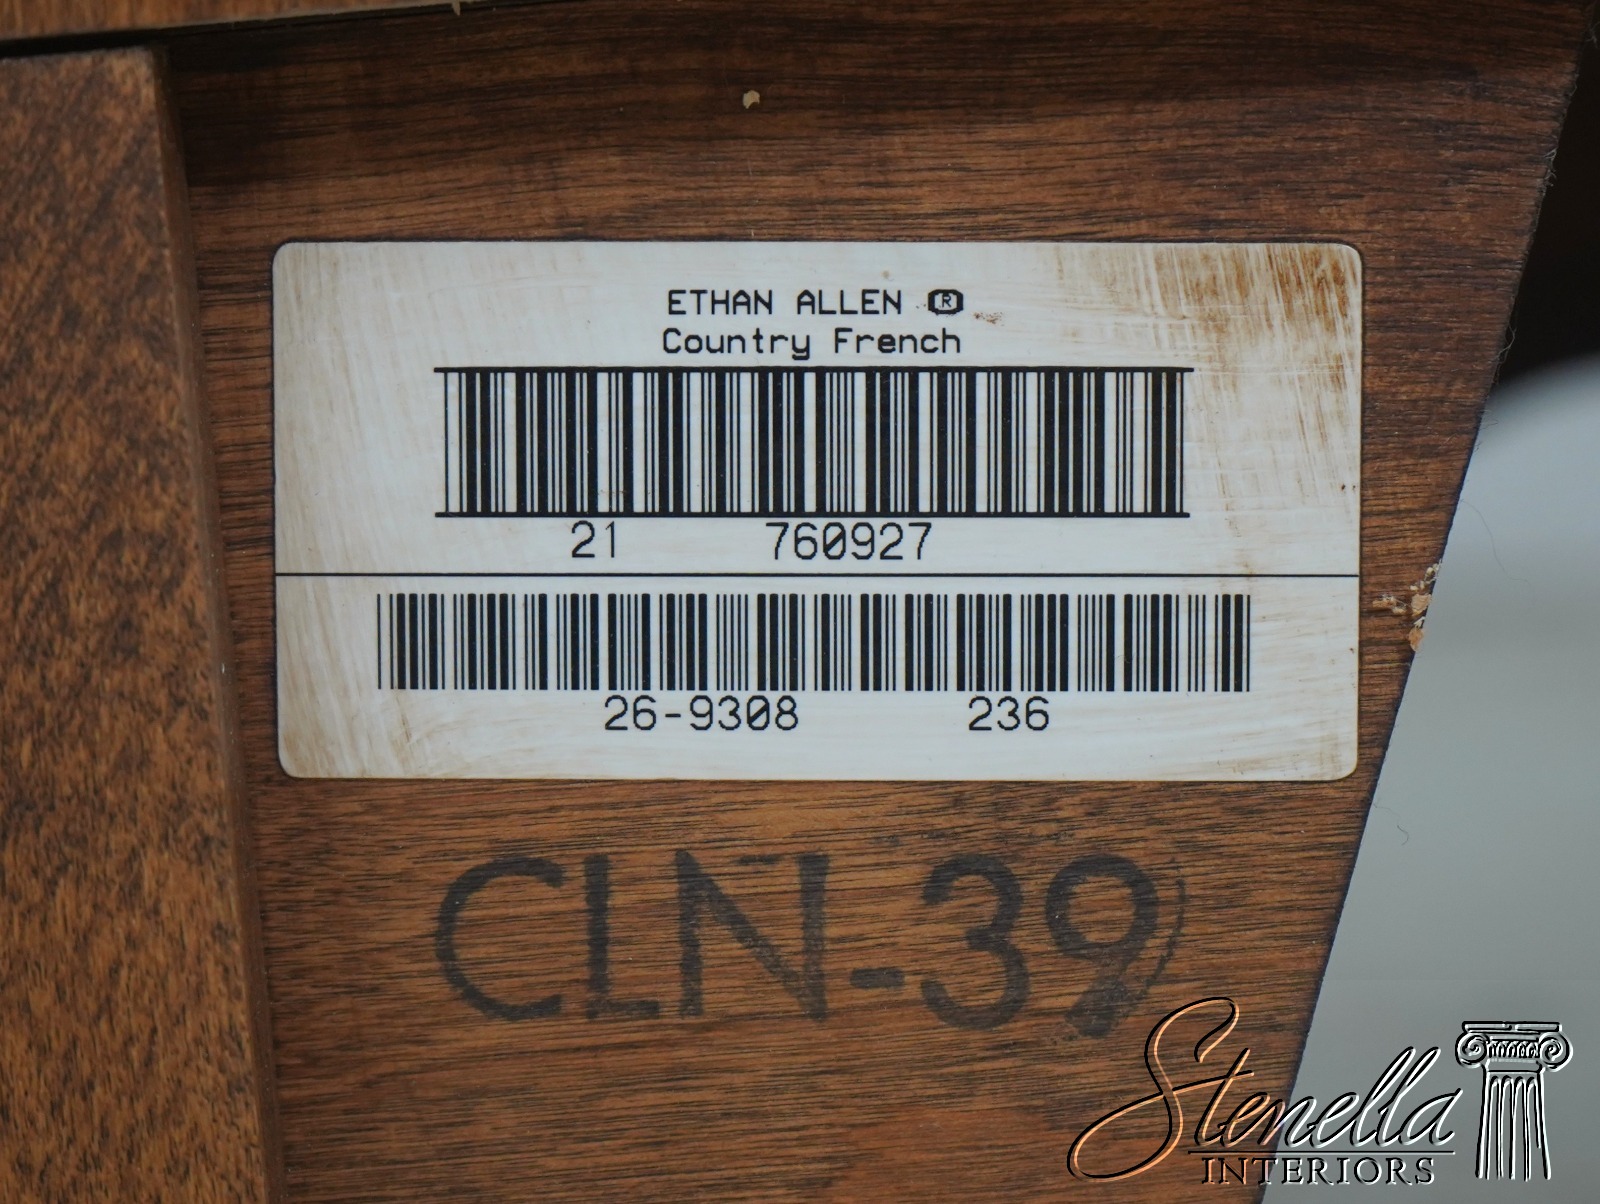 ETHAN ALLEN ®
Country French
21 760927
26-9308 236
CLN-39
Stenella
INTERIORS